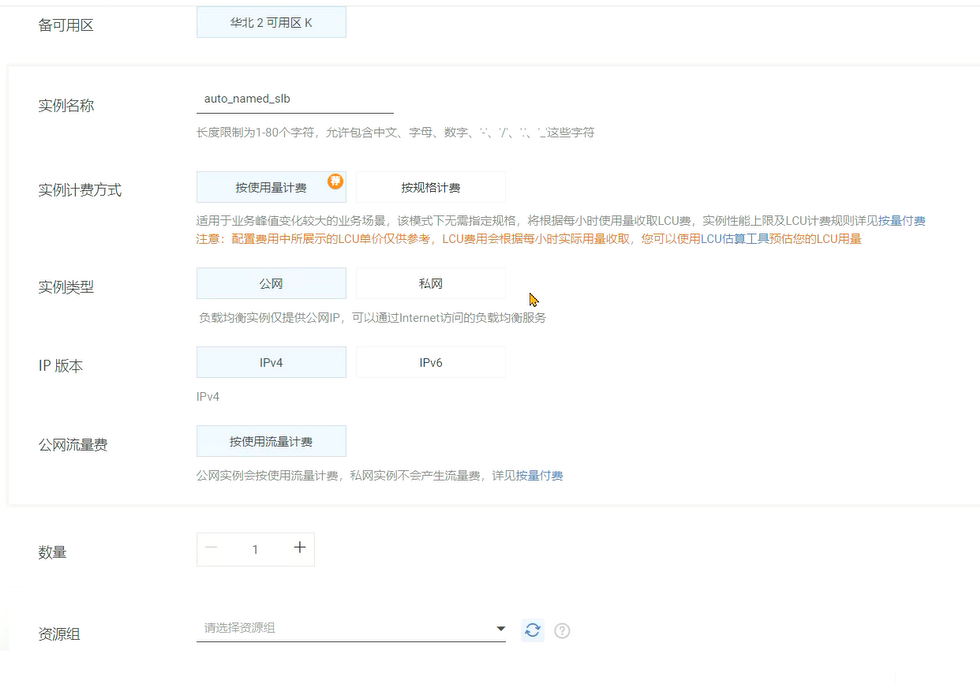 备可用区
华北 2 可用区 K
实例名称
auto_named_slb
长度限制为1-80个字符，允许包含中文、字母、数字、'-'、'/'、'.'、'_'这些字符
实例计费方式
按使用量计费
荐
按规格计费
适用于业务峰值变化较大的业务场景，该模式下无需指定规格，将根据每小时使用量收取LCU费，实例性能上限及LCU计费规则详见按量付费
注意：配置费用中所展示的LCU单价仅供参考，LCU费用会根据每小时实际用量收取，您可以使用LCU估算工具预估您的LCU用量
实例类型
公网
私网
负载均衡实例仅提供公网IP，可以通过Internet访问的负载均衡服务
IP 版本
IPv4
IPv6
IPv4
公网流量费
按使用流量计费
公网实例会按使用流量计费，私网实例不会产生流量费，详见按量付费
数量
1
资源组
请选择资源组